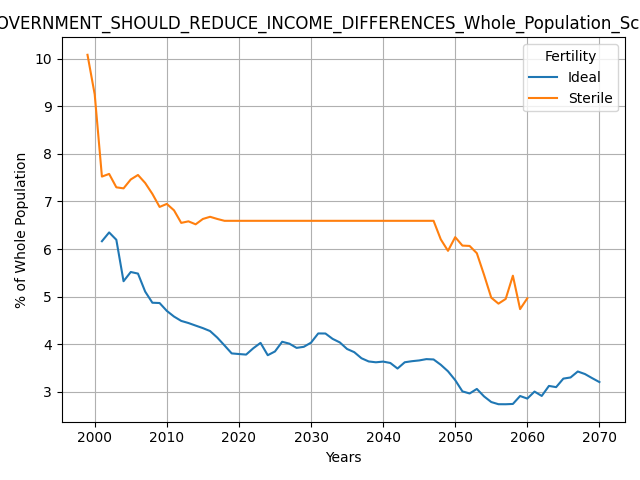 OVERNMENT_SHOULD_REDUCE_INCOME_DIFFERENCES_Whole_Population_Sc
Fertility
Ideal
Sterile
% of Whole Population
10
9
8
7
6
5
4
3
2000 2010 2020 2030 2040 2050 2060 2070
Years